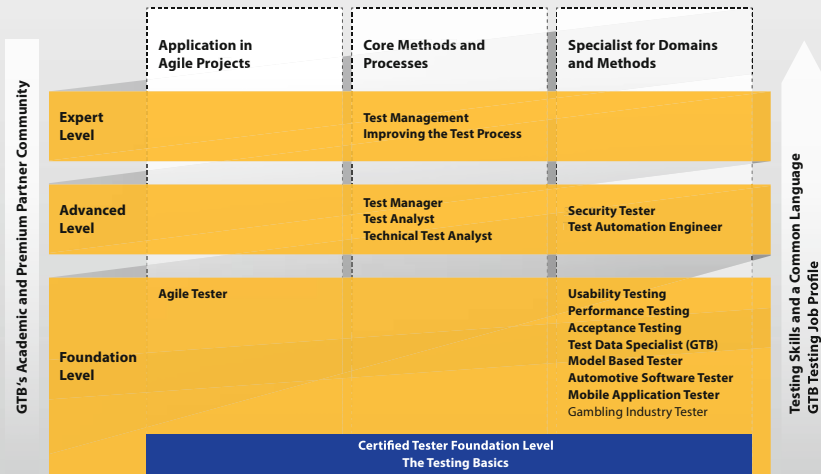 Application in
Agile Projects
Core Methods and
Processes
Specialist for Domains
and Methods
GTB's Academic and Premium Partner Community
Expert
Level
Test Management
Improving the Test Process
Advanced
Level
Test Manager
Test Analyst
Technical Test Analyst
Security Tester
Test Automation Engineer
Foundation
Level
Agile Tester
Usability Testing
Performance Testing
Acceptance Testing
Test Data Specialist (GTB)
Model Based Tester
Automotive Software Tester
Mobile Application Tester
Gambling Industry Tester
Certified Tester Foundation Level
The Testing Basics
Testing Skills and a Common Language
GTB Testing Job Profile